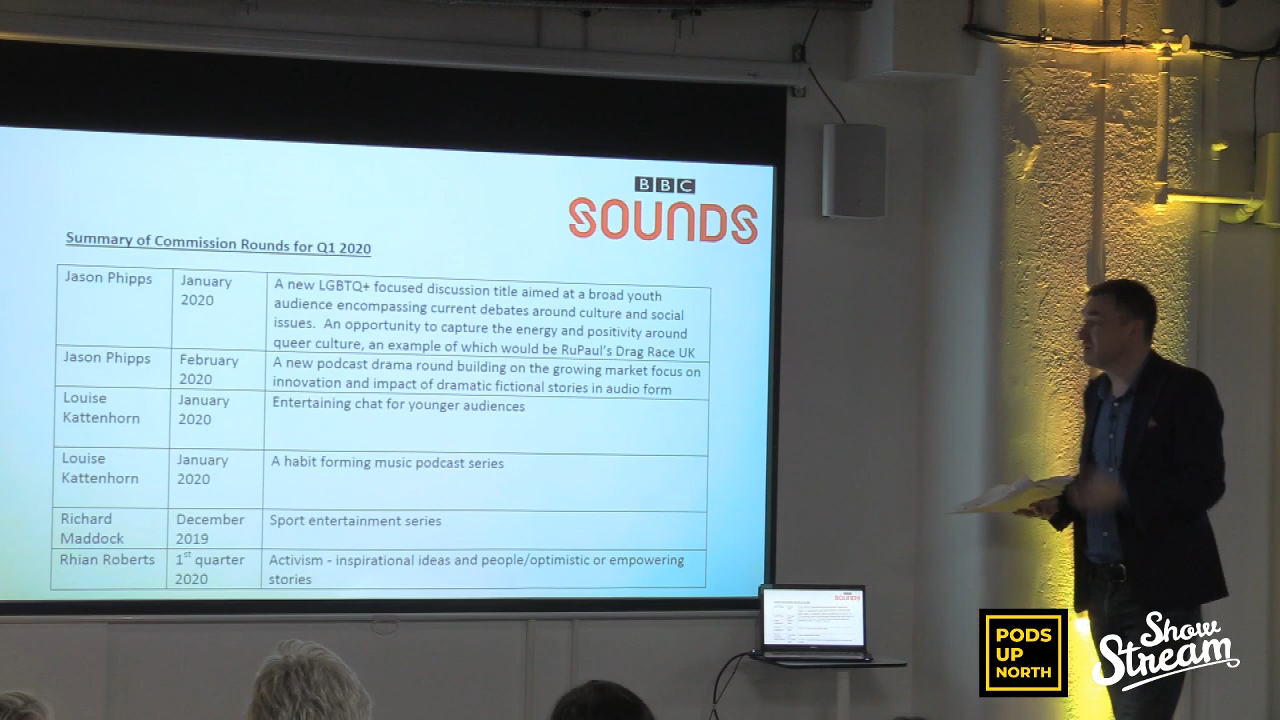 BBC
SOUNDS
Summary of Commission Rounds for Q1 2020
Jason Phipps
January
2020
A new LGBTQ+ focused discussion title aimed at a broad youth
audience encompassing current debates around culture and social
issues. An opportunity to capture the energy and positivity around
queer culture, an example of which would be RuPaul's Drag Race UK
Jason Phipps
February
2020
A new podcast drama round building on the growing market focus on
innovation and impact of dramatic fictional stories in audio form
Louise
Kattenhorn
January
2020
Entertaining chat for younger audiences
Louise
Kattenhorn
January
2020
A habit forming music podcast series
Richard
Maddock
December
2019
Sport entertainment series
Rhian Roberts
1st quarter
2020
Activism - inspirational ideas and people/optimistic or empowering
stories
SOUNDS
PODS
UP
NORTH
Show
Stream